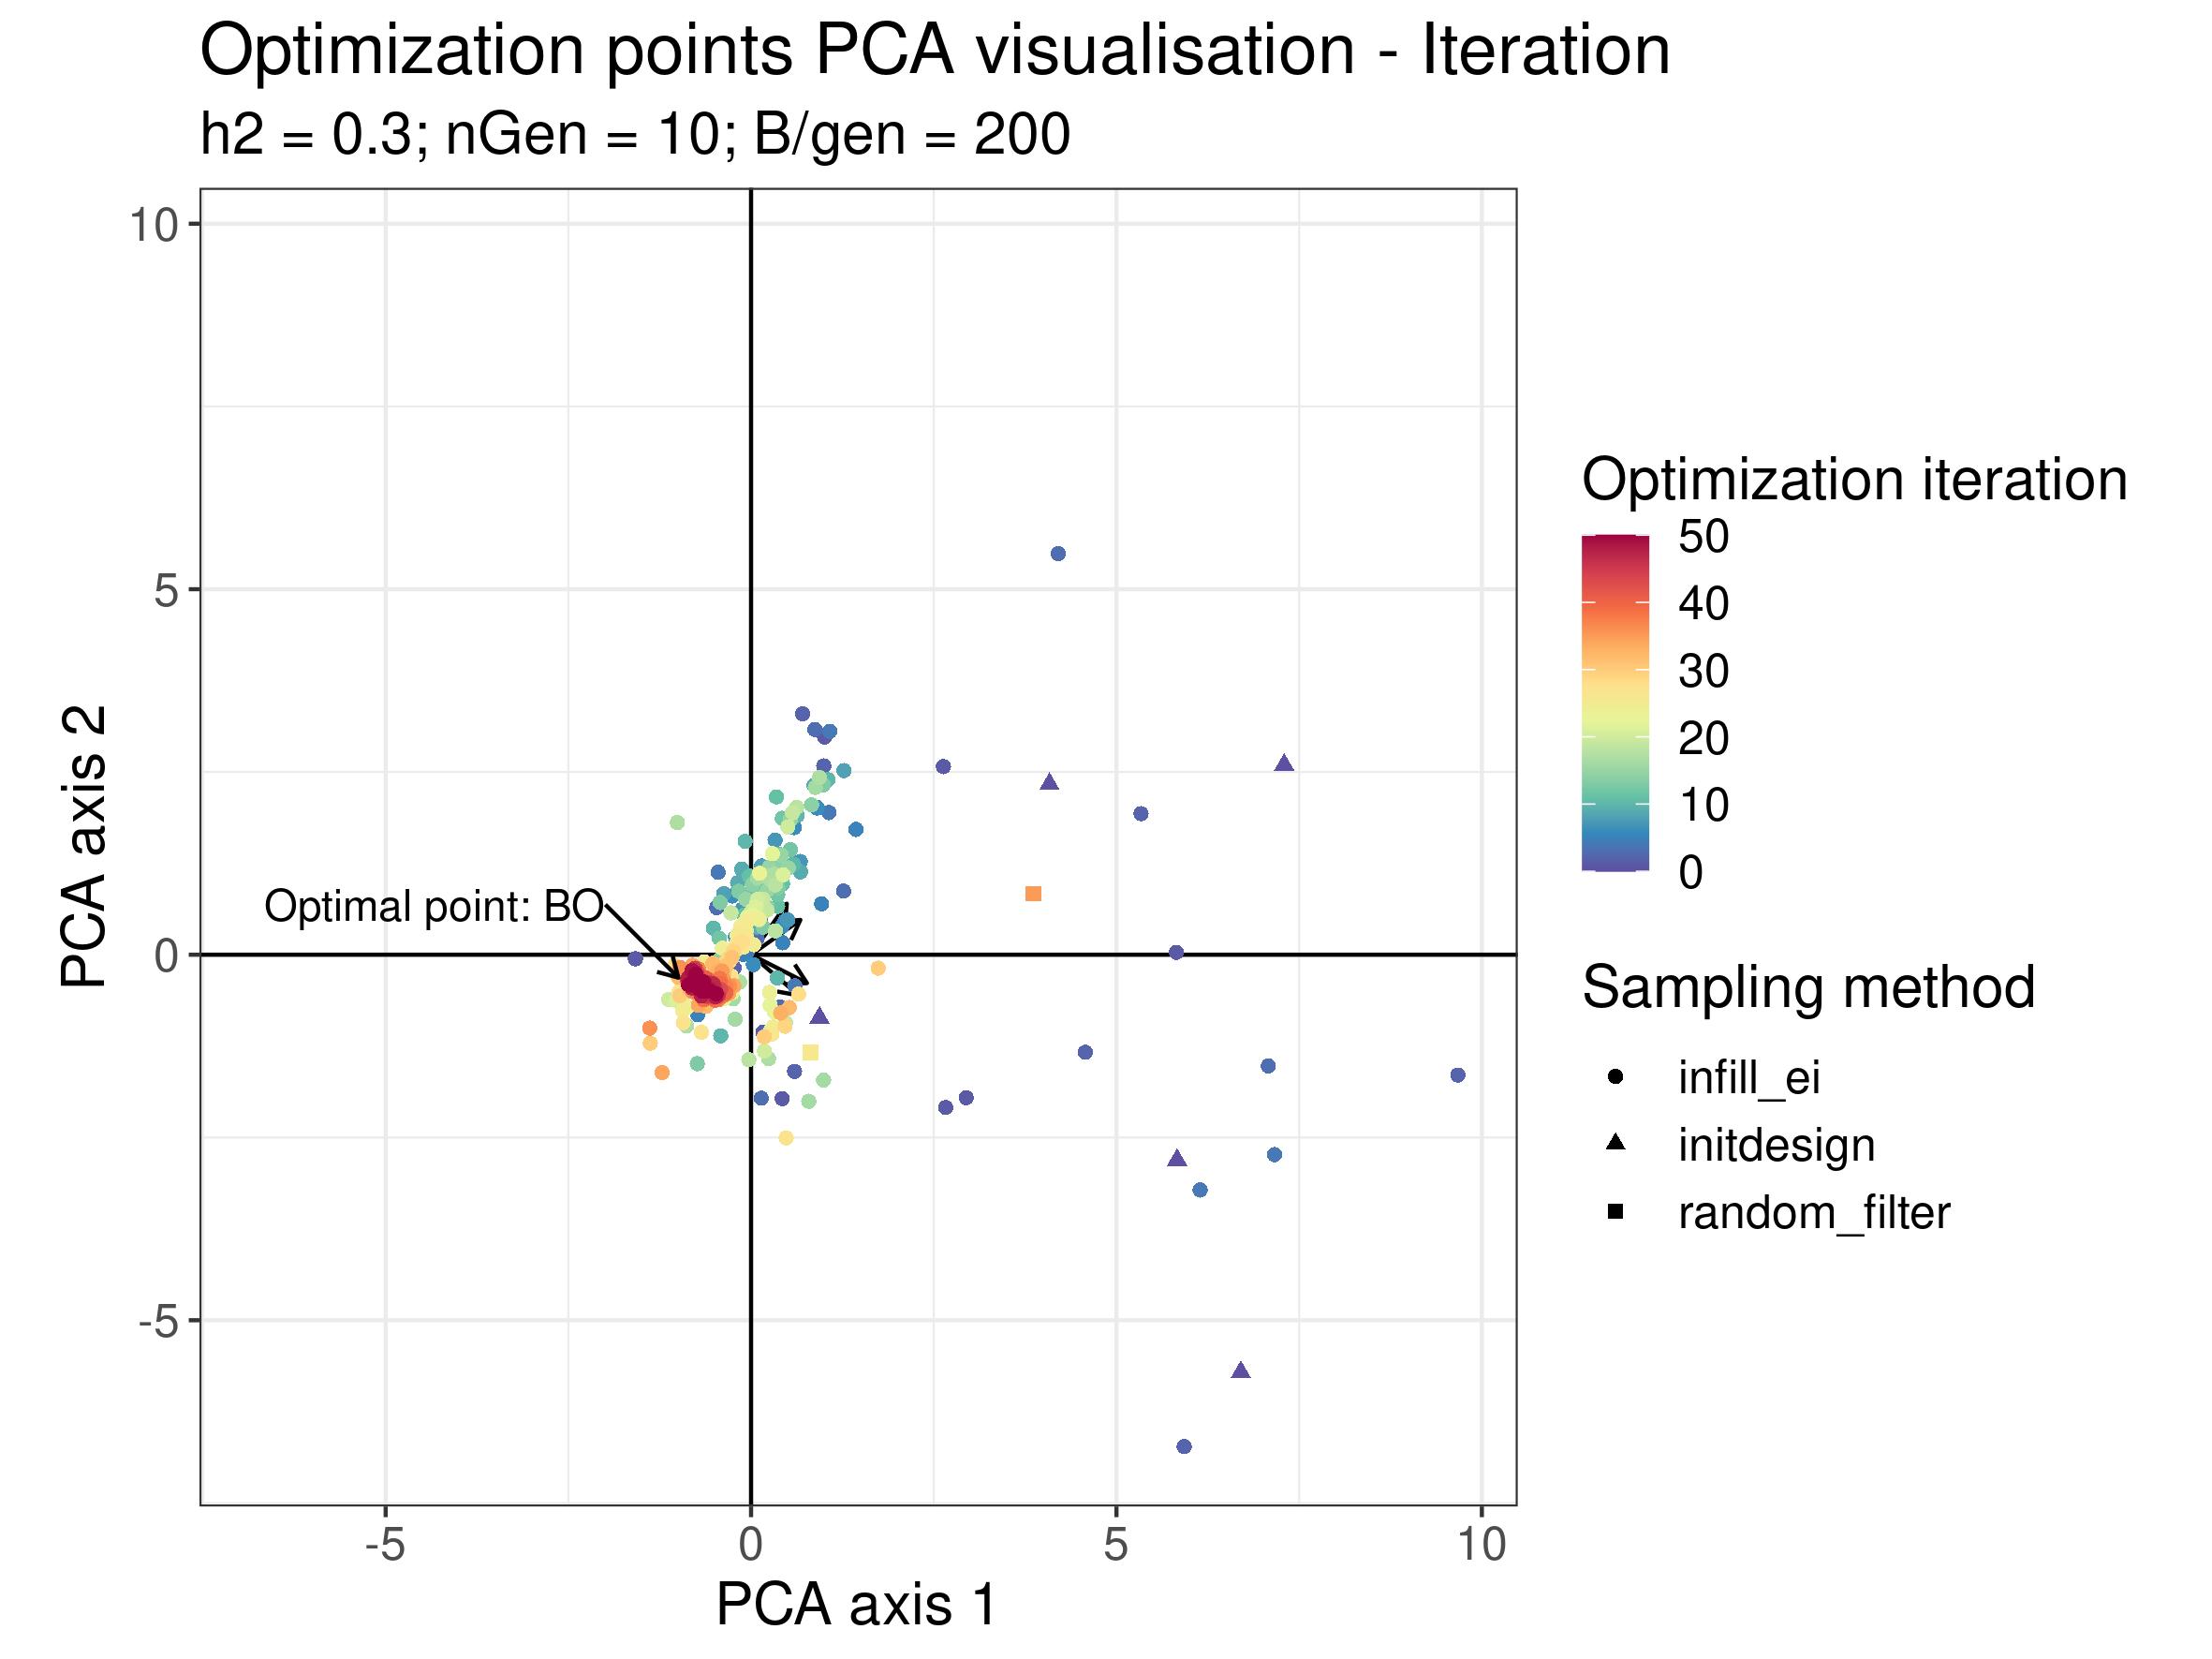 Optimization points PCA visualisation - Iteration
h2 = 0.3; nGen = 10; B/gen = 200
10
5
0
-5
PCA axis 2
Optimal point: BO
-5
0
5
10
PCA axis 1
Optimization iteration
50
40
30
20
10
0
Sampling method
infill_ei
initdesign
random_filter